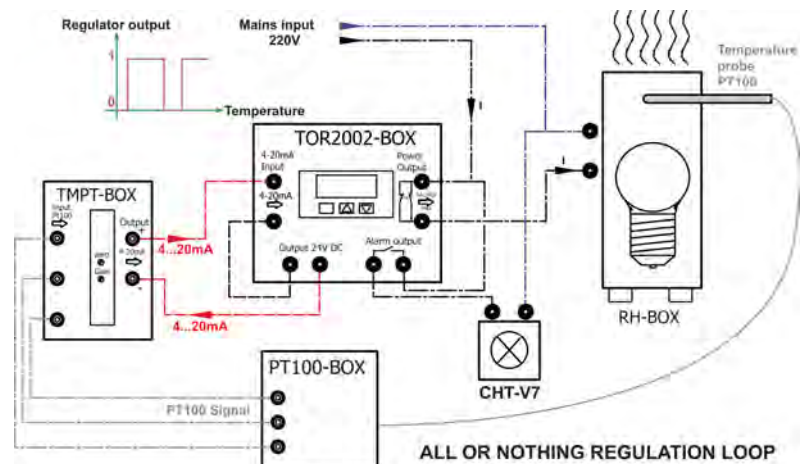 Regulator output
Mains input
220V
1
0
Temperature
I
Temperature
probe
PT100
TOR2002-BOX
4-20mA
Input
4-20mA
Power
Output
Output 24V DC
Alarm output
TMPT-BOX
Input
Pt100
Output
+
zero
Gain
4-20mA
-
4...20mA
4...20mA
I
RH-BOX
CHT-V7
PT100-BOX
PT100 Signal
ALL OR NOTHING REGULATION LOOP